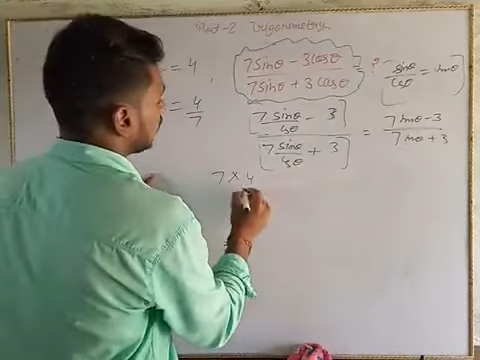 Part-2 Trigonometry
= 4 , (7sinθ - 3cosθ)/(7sinθ + 3cosθ) ? [sinθ/cosθ = tanθ]
= 4/7
[7 sinθ/cosθ - 3]/[7 sinθ/cosθ + 3] = (7tanθ - 3)/(7tanθ + 3)
7 × 4